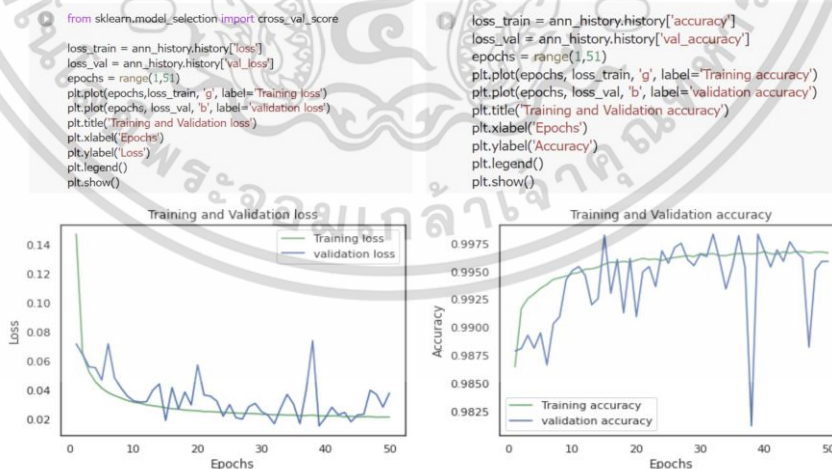 from sklearn.model_selection import cross_val_score
loss_train = ann_history.history['loss']
loss_val = ann_history.history['val_loss']
epochs = range(1,51)
plt.plot(epochs,loss_train, 'g', label='Training loss')
plt.plot(epochs, loss_val, 'b', label='validation loss')
plt.title('Training and Validation loss')
plt.xlabel('Epochs')
plt.ylabel('Loss')
plt.legend()
plt.show()
loss_train = ann_history.history['accuracy']
loss_val = ann_history.history['val_accuracy']
epochs = range(1,51)
plt.plot(epochs, loss_train, 'g', label='Training accuracy')
plt.plot(epochs, loss_val, 'b', label='validation accuracy')
plt.title('Training and Validation accuracy')
plt.xlabel('Epochs')
plt.ylabel('Accuracy')
plt.legend()
plt.show()
Training and Validation loss
Training loss
validation loss
Loss
0.14
0.12
0.10
0.08
0.06
0.04
0.02
0 10 20 30 40 50
Epochs
Training and Validation accuracy
Accuracy
0.9975
0.9950
0.9925
0.9900
0.9875
0.9850
0.9825
Training accuracy
validation accuracy
0 10 20 30 40 50
Epochs